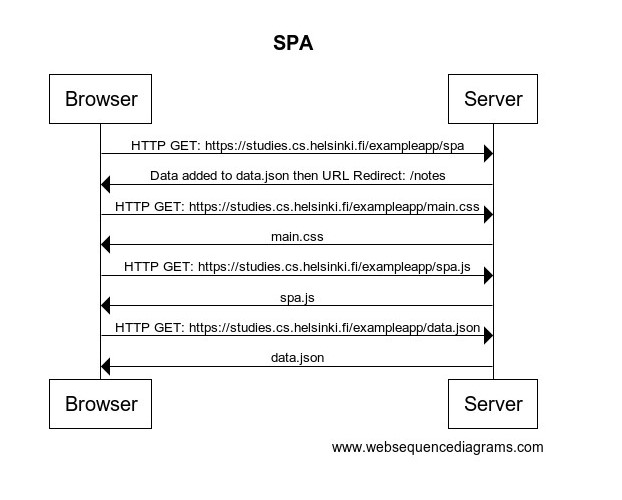 SPA
Browser
Server
HTTP GET: https://studies.cs.helsinki.fi/exampleapp/spa
Data added to data.json then URL Redirect: /notes
HTTP GET: https://studies.cs.helsinki.fi/exampleapp/main.css
main.css
HTTP GET: https://studies.cs.helsinki.fi/exampleapp/spa.js
spa.js
HTTP GET: https://studies.cs.helsinki.fi/exampleapp/data.json
data.json
Browser
Server
www.websequencediagrams.com